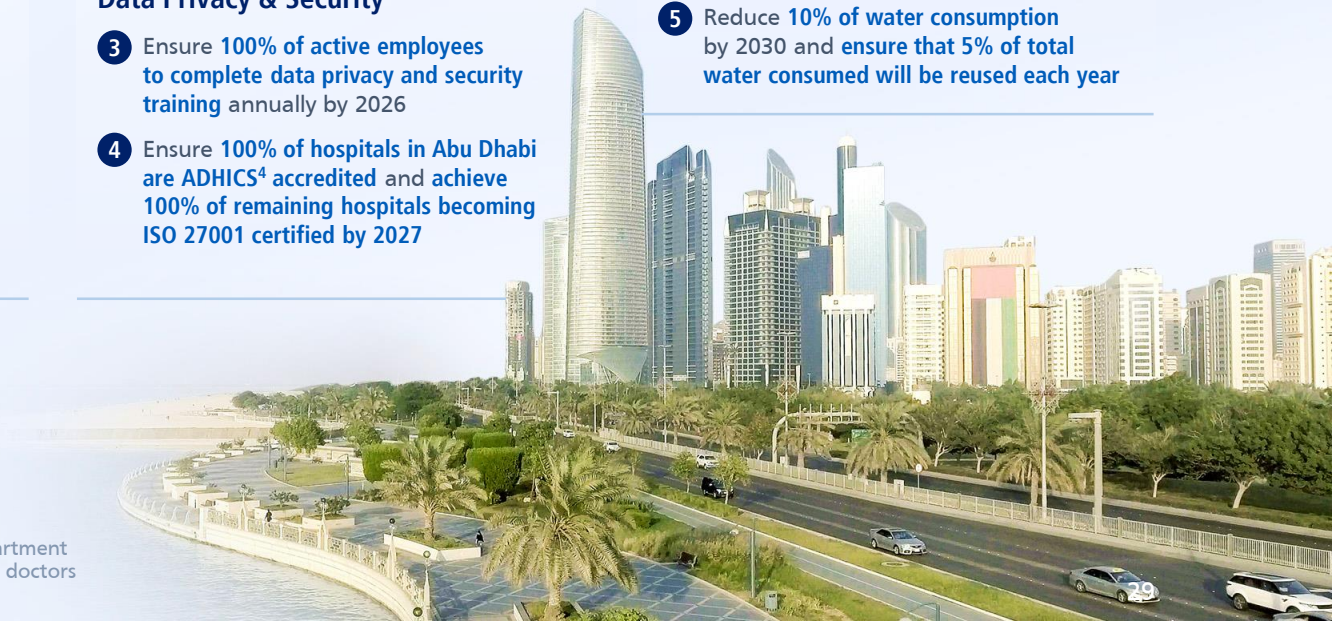 Data Privacy & Security
3 Ensure 100% of active employees
to complete data privacy and security
training annually by 2026
4 Ensure 100% of hospitals in Abu Dhabi
are ADHICS4 accredited and achieve
100% of remaining hospitals becoming
ISO 27001 certified by 2027
5 Reduce 10% of water consumption
by 2030 and ensure that 5% of total
water consumed will be reused each year
doctors
29